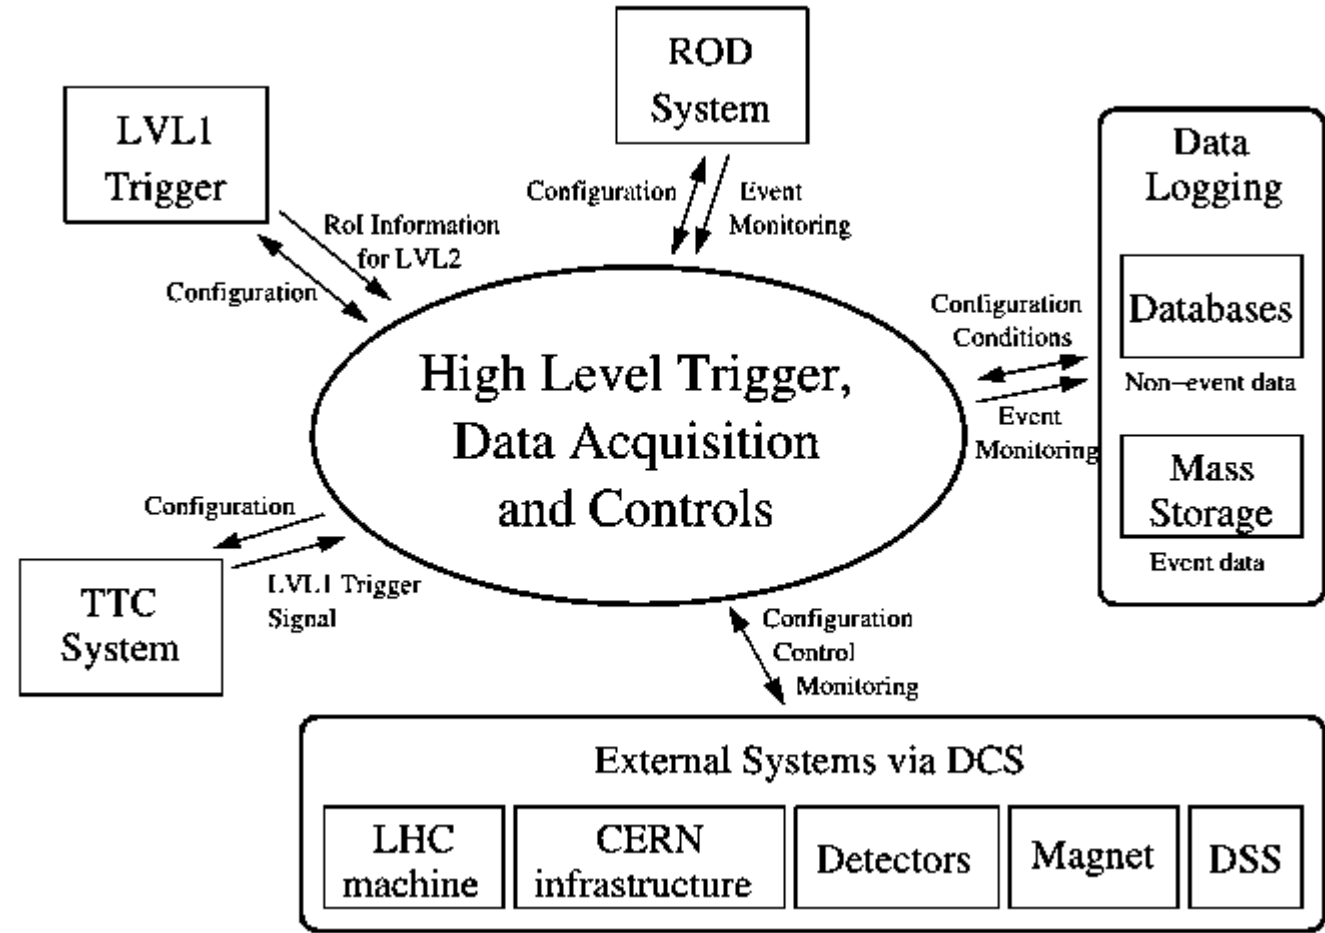 ROD
System
LVL1
Trigger
Data
Logging
Configuration
Event
Monitoring
RoI Information
for LVL2
Configuration
Databases
Non-event data
Configuration
Conditions
Event
Monitoring
High Level Trigger,
Data Acquisition
and Controls
Mass
Storage
Event data
Configuration
LVL1 Trigger
Signal
TTC
System
Configuration
Control
Monitoring
External Systems via DCS
LHC
machine
CERN
infrastructure
Detectors
Magnet
DSS